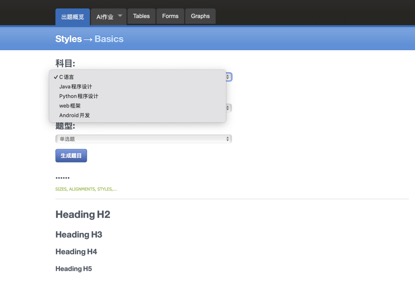 出题概览 AI作业 Tables Forms Graphs
Styles → Basics
科目:
✓ C 语言
Java 程序设计
Python 程序设计
web 框架
Android 开发
题型:
单选题
生成题目
......
SIZES, ALIGNMENTS, STYLES,...
Heading H2
Heading H3
Heading H4
Heading H5